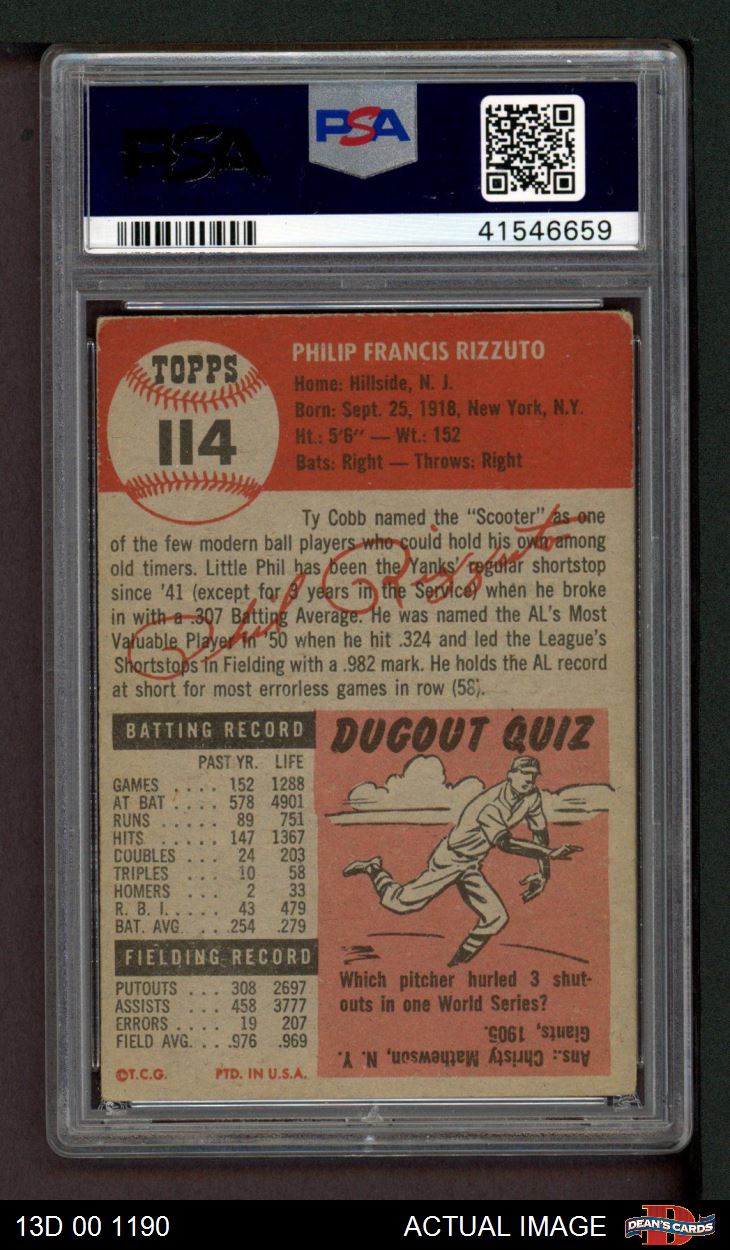 PSA
PSA
41546659
TOPPS
114
PHILIP FRANCIS RIZZUTO
Home: Hillside, N. J.
Born: Sept. 25, 1918, New York, N.Y.
Ht.: 5'6" — Wt.: 152
Bats: Right — Throws: Right
Ty Cobb named the "Scooter" as one
of the few modern ball players who could hold his own among
old timers. Little Phil has been the Yanks' regular shortstop
since '41 (except for 3 years in the Service) when he broke
in with a .307 Batting Average. He was named the AL's Most
Valuable Player in '50 when he hit .324 and led the League's
Shortstops in Fielding with a .982 mark. He holds the AL record
at short for most errorless games in row (58).
Phil Rizzuto
BATTING RECORD
PAST YR. LIFE
GAMES .... 152 1288
AT BAT .... 578 4901
RUNS ..... 89 751
HITS ..... 147 1367
DOUBLES ... 24 203
TRIPLES ... 10 58
HOMERS ... 2 33
R. B. I. .... 43 479
BAT. AVG. ... .254 .279
FIELDING RECORD
PUTOUTS ... 308 2697
ASSISTS ... 458 3777
ERRORS .... 19 207
FIELD AVG. .. .976 .969
©T.C.G. PTD. IN U.S.A.
DUGOUT QUIZ
Which pitcher hurled 3 shut-
outs in one World Series?
Ans.: Christy Mathewson, N. Y.
Giants, 1905.
13D 00 1190
ACTUAL IMAGE
DEAN'S CARDS